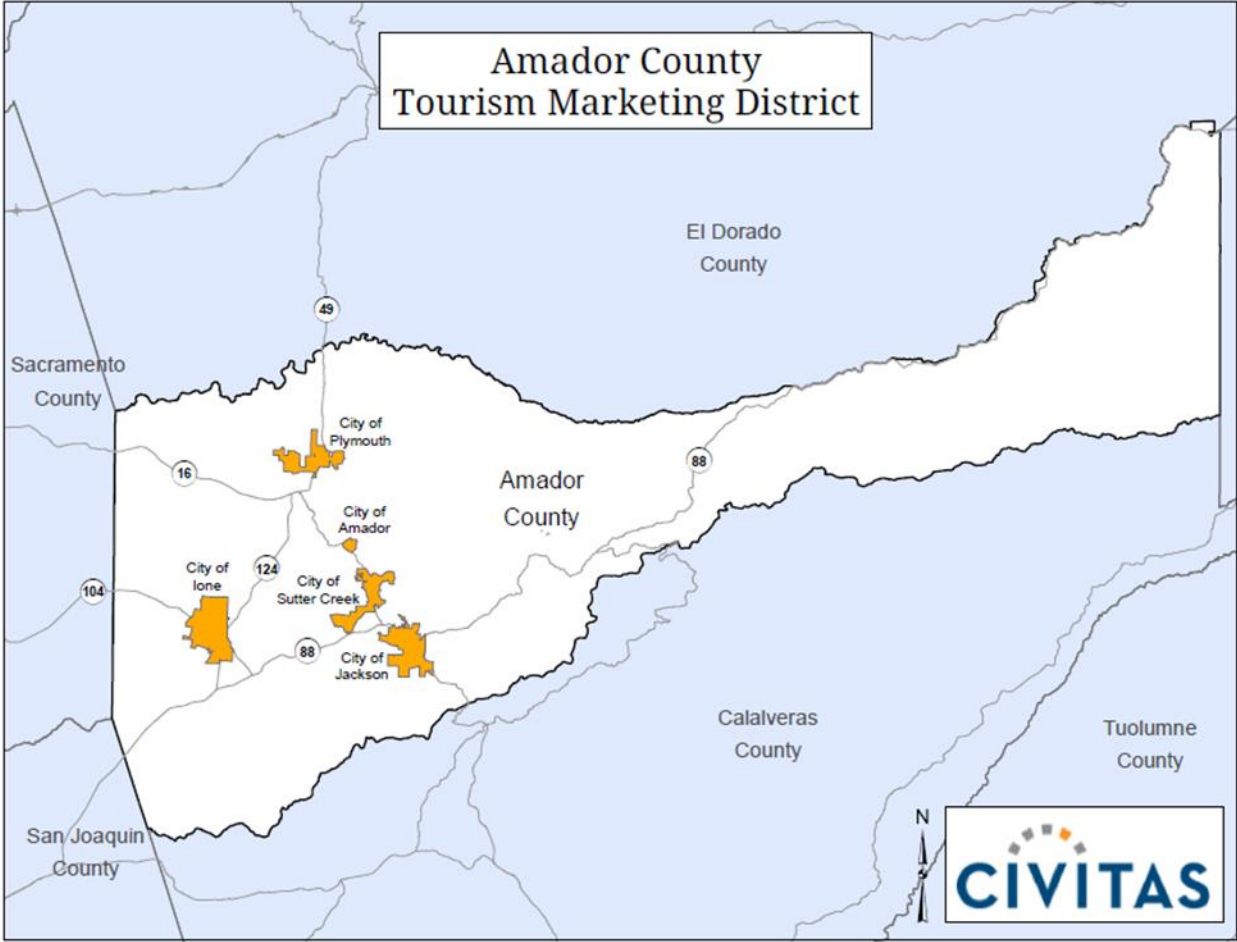 Amador County
Tourism Marketing District
El Dorado
County
49
Sacramento
County
City of
Plymouth
16
88
Amador
County
City of
Amador
124
City of
Ione
104
City of
Sutter Creek
88
City of
Jackson
Calalveras
County
Tuolumne
County
San Joaquin
County
N
CIVITAS